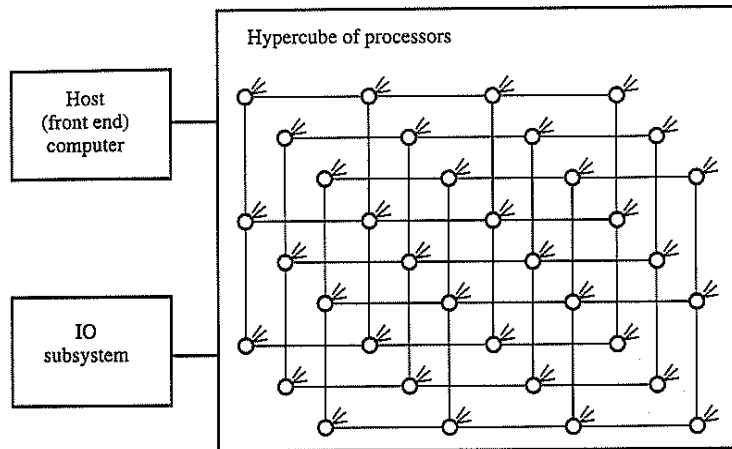 Hypercube of processors
Host
(front end)
computer
IO
subsystem